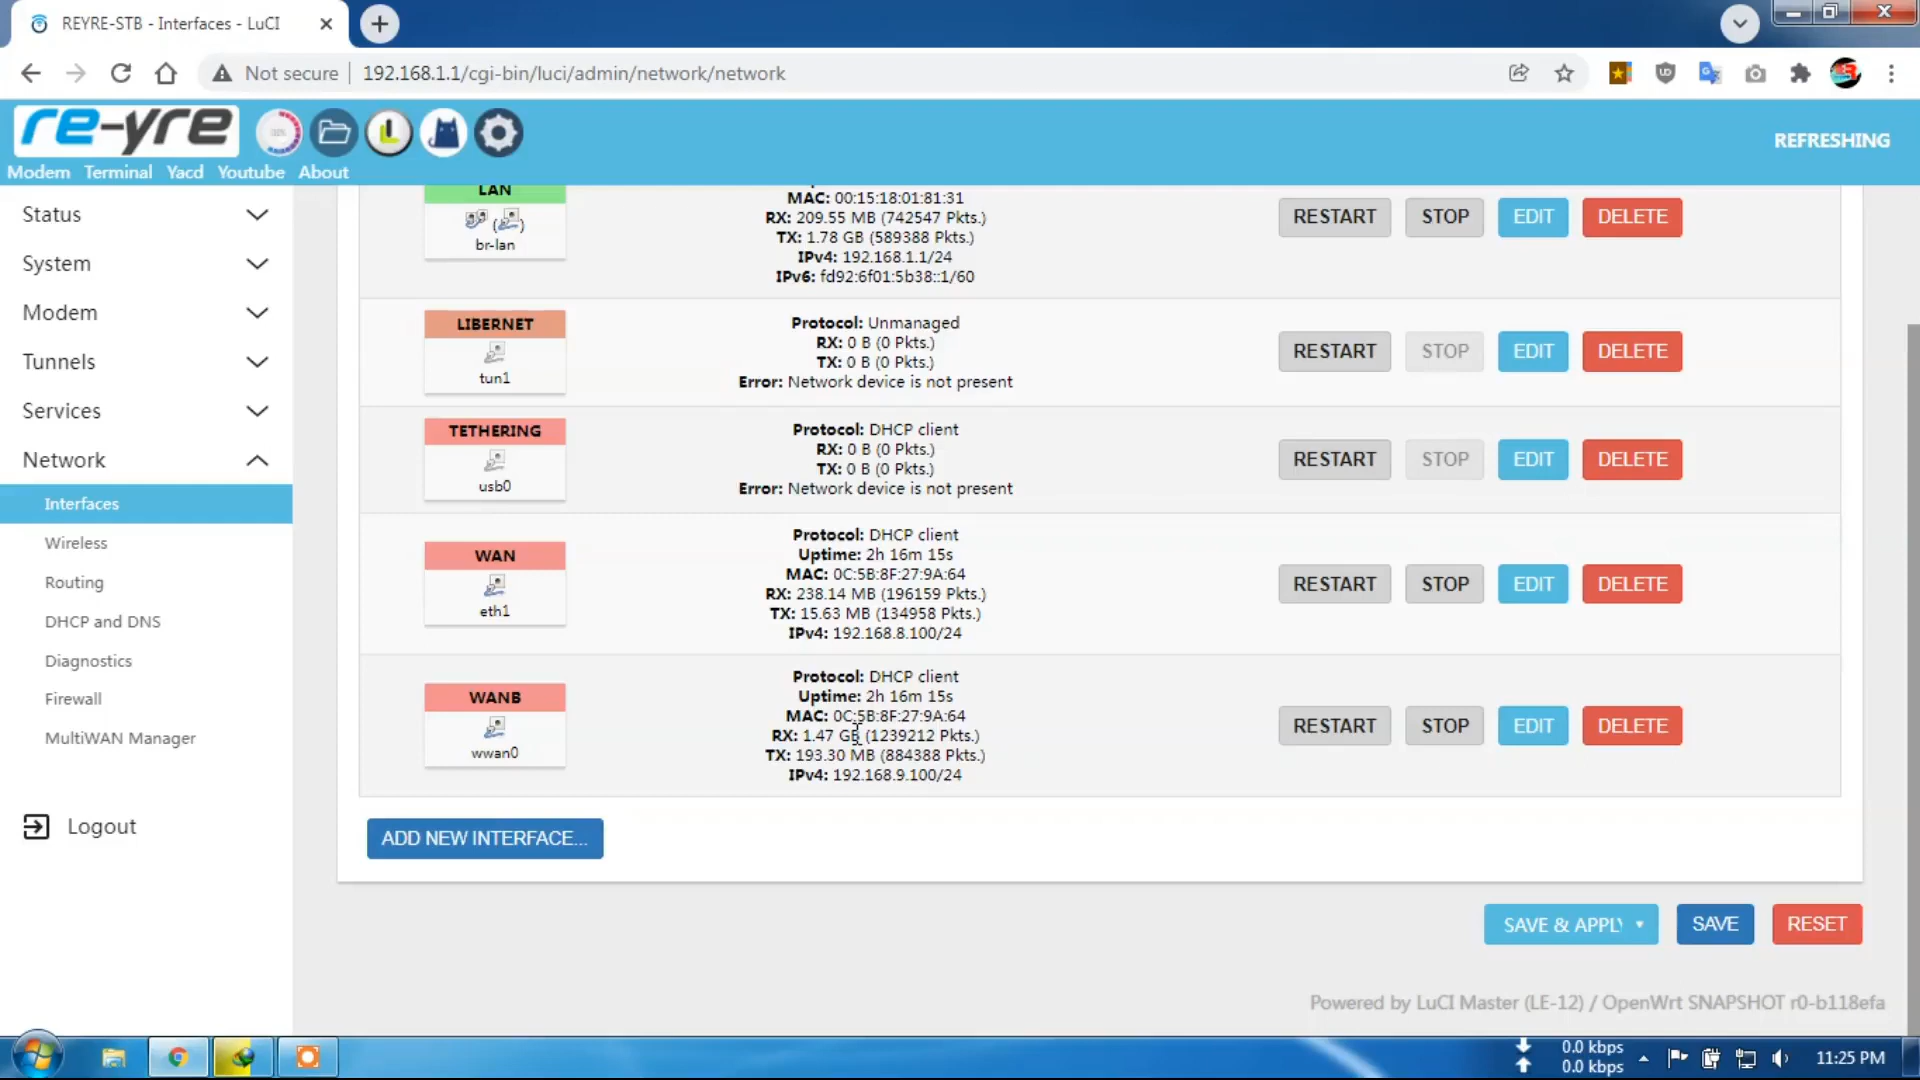 REYRE-STB - Interfaces - LuCI
Not secure 192.168.1.1/cgi-bin/luci/admin/network/network
re-yre
REFRESHING
Modem Terminal Yacd Youtube About
Status
System
Modem
Tunnels
Services
Network
Interfaces
Wireless
Routing
DHCP and DNS
Diagnostics
Firewall
MultiWAN Manager
Logout
LAN
br-lan
MAC: 00:15:18:01:81:31
RX: 209.55 MB (742547 Pkts.)
TX: 1.78 GB (589388 Pkts.)
IPv4: 192.168.1.1/24
IPv6: fd92:6f01:5b38::1/60
RESTART STOP EDIT DELETE
LIBERNET
tun1
Protocol: Unmanaged
RX: 0 B (0 Pkts.)
TX: 0 B (0 Pkts.)
Error: Network device is not present
RESTART STOP EDIT DELETE
TETHERING
usb0
Protocol: DHCP client
RX: 0 B (0 Pkts.)
TX: 0 B (0 Pkts.)
Error: Network device is not present
RESTART STOP EDIT DELETE
WAN
eth1
Protocol: DHCP client
Uptime: 2h 16m 15s
MAC: 0C:5B:8F:27:9A:64
RX: 238.14 MB (196159 Pkts.)
TX: 15.63 MB (134958 Pkts.)
IPv4: 192.168.8.100/24
RESTART STOP EDIT DELETE
WANB
wwan0
Protocol: DHCP client
Uptime: 2h 16m 15s
MAC: 0C:5B:8F:27:9A:64
RX: 1.47 GB (1239212 Pkts.)
TX: 193.30 MB (884388 Pkts.)
IPv4: 192.168.9.100/24
RESTART STOP EDIT DELETE
ADD NEW INTERFACE...
SAVE & APPLY SAVE RESET
Powered by LuCI Master (LE-12) / OpenWrt SNAPSHOT r0-b118efa
0.0 kbps
0.0 kbps
11:25 PM